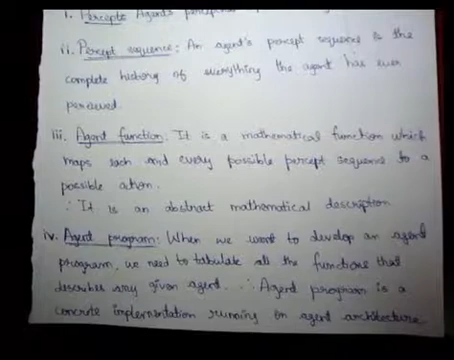 i. Percepts Agent's
ii. Percept sequence: An agent's percept sequence is the
complete history of everything the agent has ever
perceived.
iii. Agent function: It is a mathematical function which
maps each and every possible percept sequence to a
possible action.
∴ It is an abstract mathematical description
iv. Agent program: When we want to develop an agent
program, we need to tabulate all the functions that
describes any given agent. ∴ Agent program is a
concrete implementation running on agent architecture